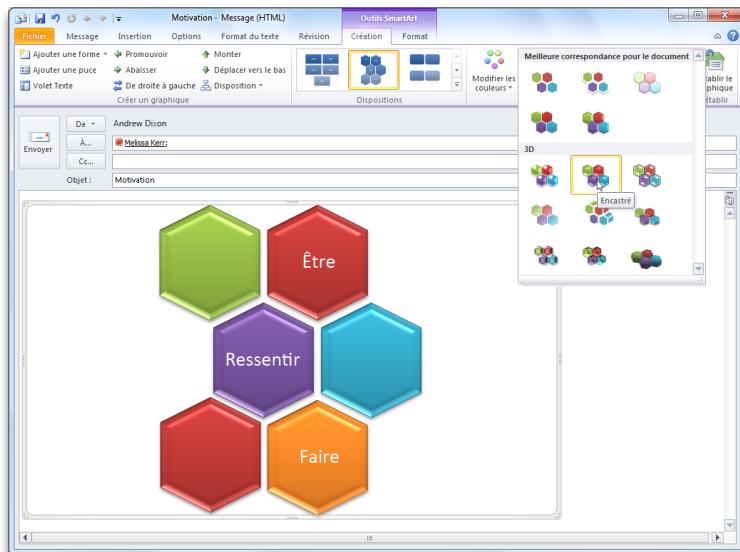 Motivation - Message (HTML)
Outils SmartArt
Fichier Message Insertion Options Format du texte Révision Création Format
Ajouter une forme Promouvoir Monter
Ajouter une puce Abaisser Déplacer vers le bas
Volet Texte De droite à gauche Disposition
Créer un graphique
Dispositions
Modifier les
couleurs
Meilleure correspondance pour le document
3D
Encastré
De
Andrew Dixon
Envoyer
À...
Melissa Kerr;
Cc...
Objet :
Motivation
Être
Ressentir
Faire